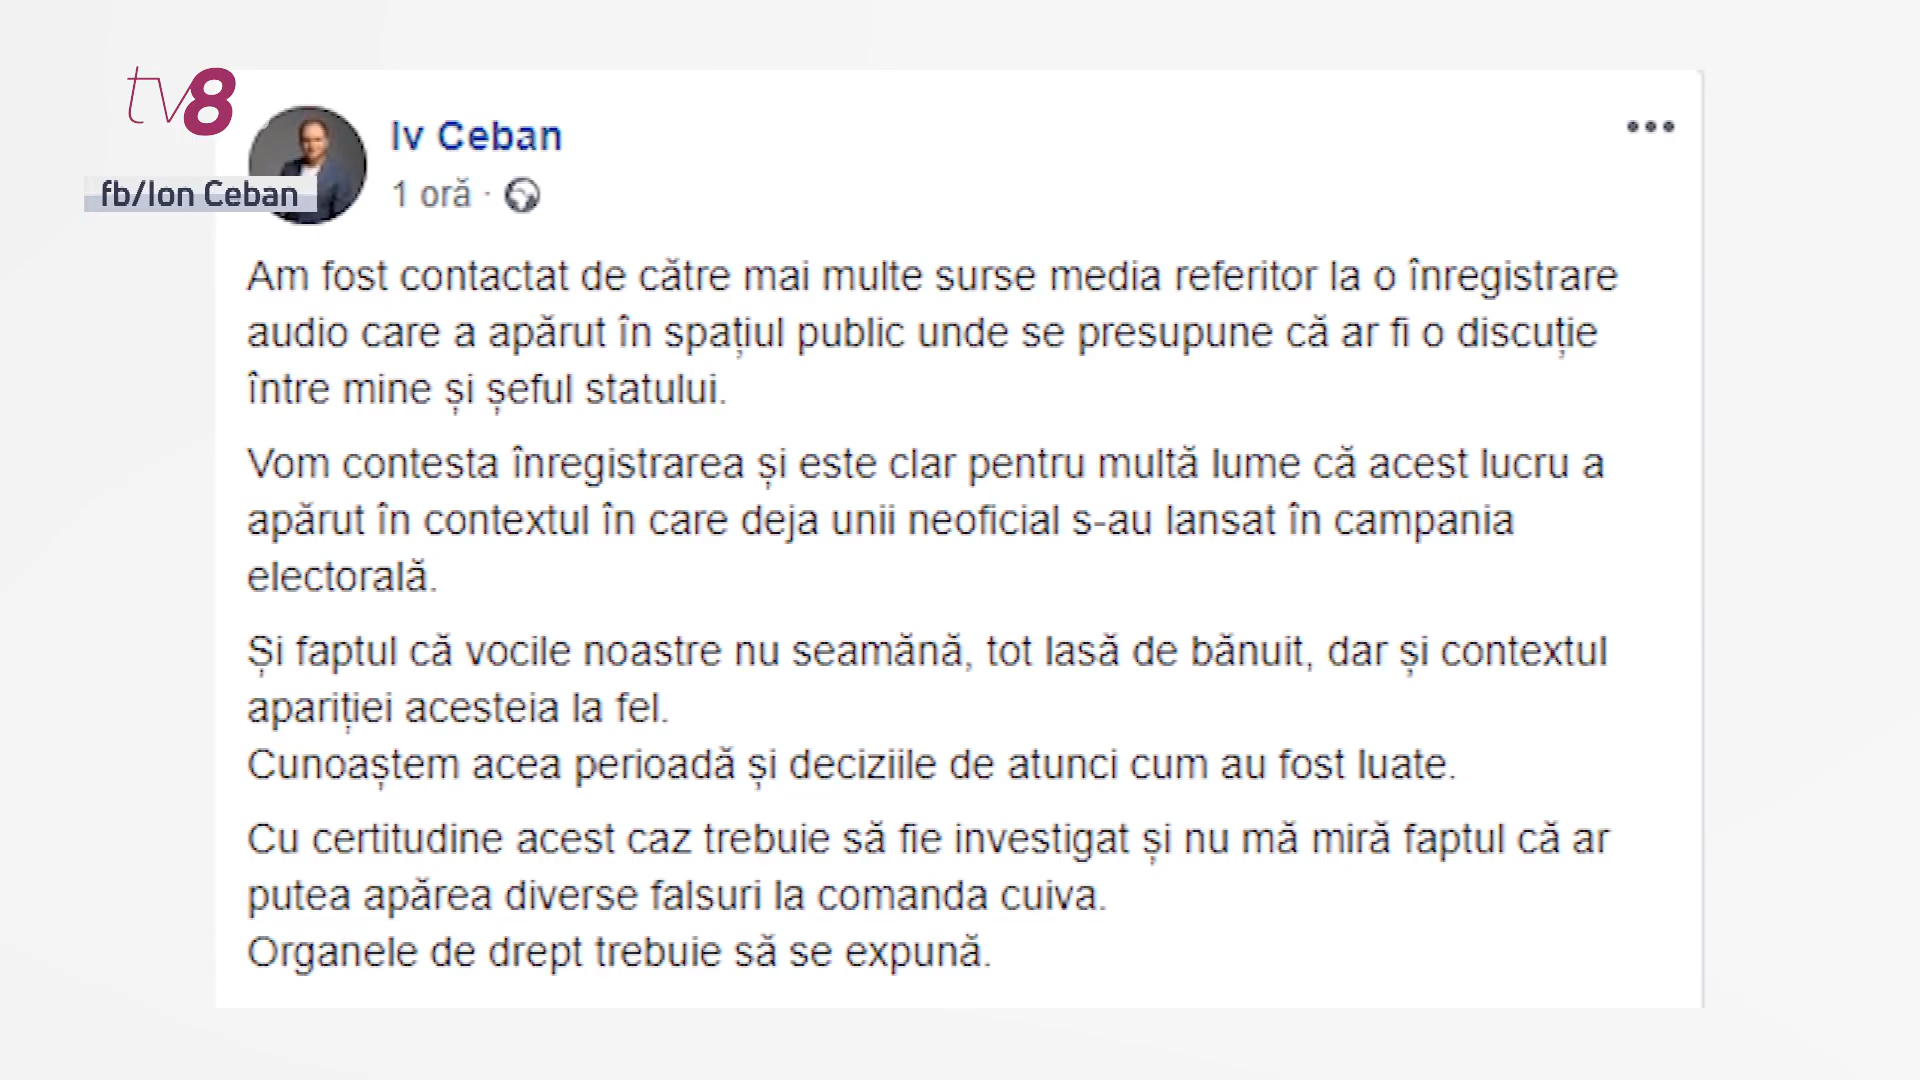 tv8
fb/Ion Ceban
Iv Ceban
1 oră ·
Am fost contactat de către mai multe surse media referitor la o înregistrare
audio care a apărut în spațiul public unde se presupune că ar fi o discuție
între mine și șeful statului.
Vom contesta înregistrarea și este clar pentru multă lume că acest lucru a
apărut în contextul în care deja unii neoficial s-au lansat în campania
electorală.
Și faptul că vocile noastre nu seamănă, tot lasă de bănuit, dar și contextul
apariției acesteia la fel.
Cunoaștem acea perioadă și deciziile de atunci cum au fost luate.
Cu certitudine acest caz trebuie să fie investigat și nu mă miră faptul că ar
putea apărea diverse falsuri la comanda cuiva.
Organele de drept trebuie să se expună.